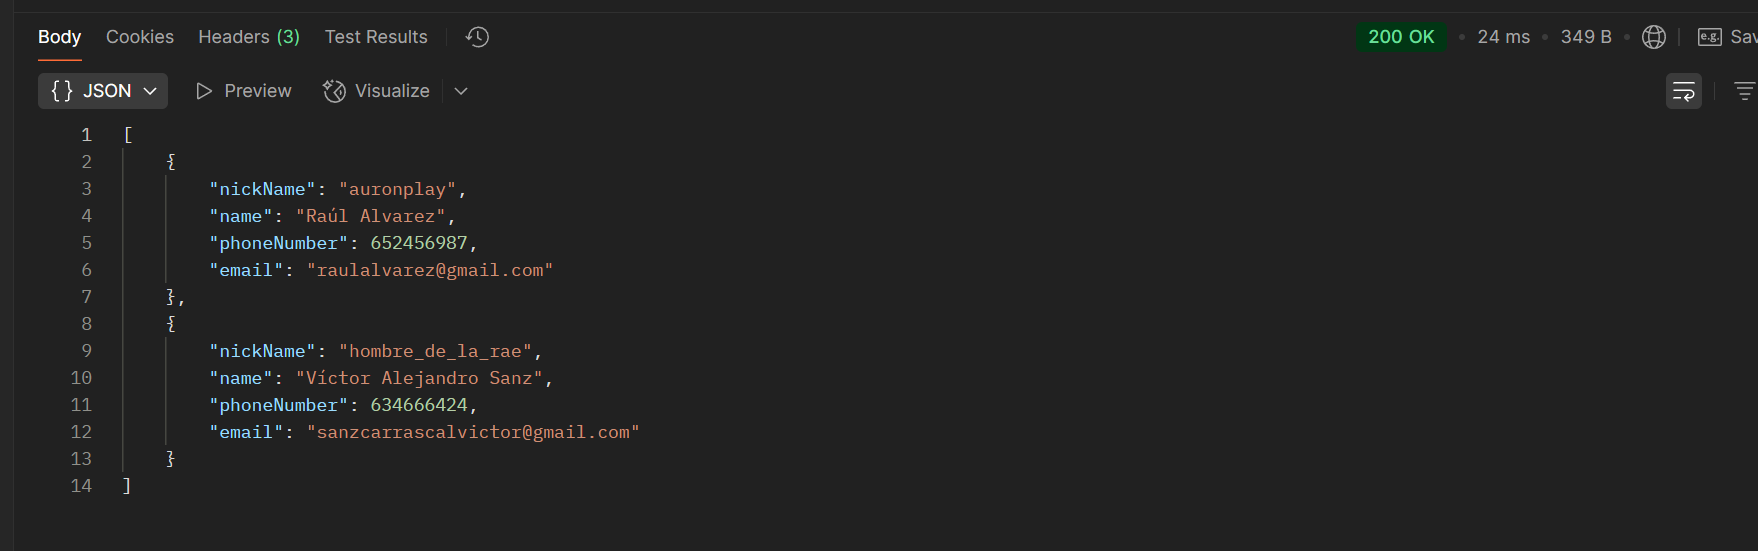 Body Cookies Headers (3) Test Results 200 OK • 24 ms • 349 B • e.g. Sav
{} JSON Preview Visualize
1 [
2 {
3 "nickName": "auronplay",
4 "name": "Raúl Alvarez",
5 "phoneNumber": 652456987,
6 "email": "raulalvarez@gmail.com"
7 },
8 {
9 "nickName": "hombre_de_la_rae",
10 "name": "Víctor Alejandro Sanz",
11 "phoneNumber": 634666424,
12 "email": "sanzcarrascalvictor@gmail.com"
13 }
14 ]